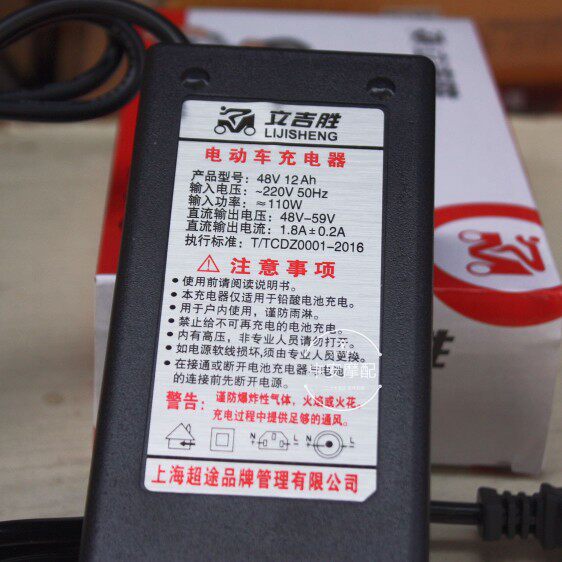 立吉胜
LIJISHENG
电动车充电器
产品型号: 48V 12Ah
输入电压: ~220V 50Hz
输入功率: ≈110W
直流输出电压: 48V-59V
直流输出电流: 1.8A±0.2A
执行标准: T/TCDZ0001-2016
注意事项
使用前请阅读说明书。
本充电器仅适用于铅酸电池充电。
用于户内使用, 谨防雨淋。
禁止给不可再充电的电池充电。
内有高压, 非专业人员请勿打开。
如电源软线损坏, 须由专业人员更换。
在接通或断开电池充电器与电池
的连接前先断开电源。
警告: 谨防爆炸性气体, 火焰或火花,
充电过程中提供足够的通风。
N L N L
上海超途品牌管理有限公司